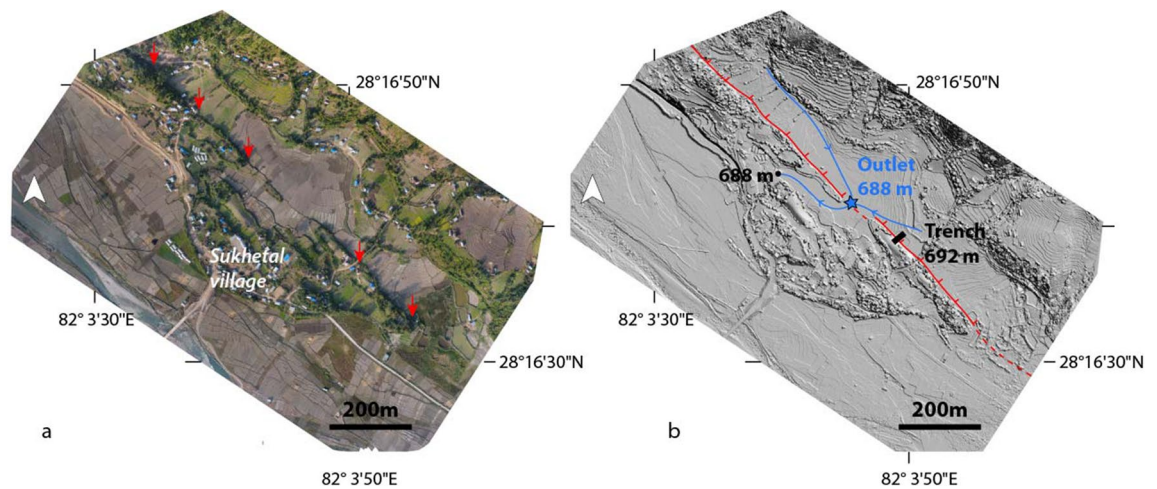 28°16'50"N
Sukhetal
village
82° 3'30"E
28°16'30"N
200m
a
82° 3'50"E
28°16'50"N
688 m
Outlet
688 m
Trench
692 m
82° 3'30"E
28°16'30"N
200m
b
82° 3'50"E